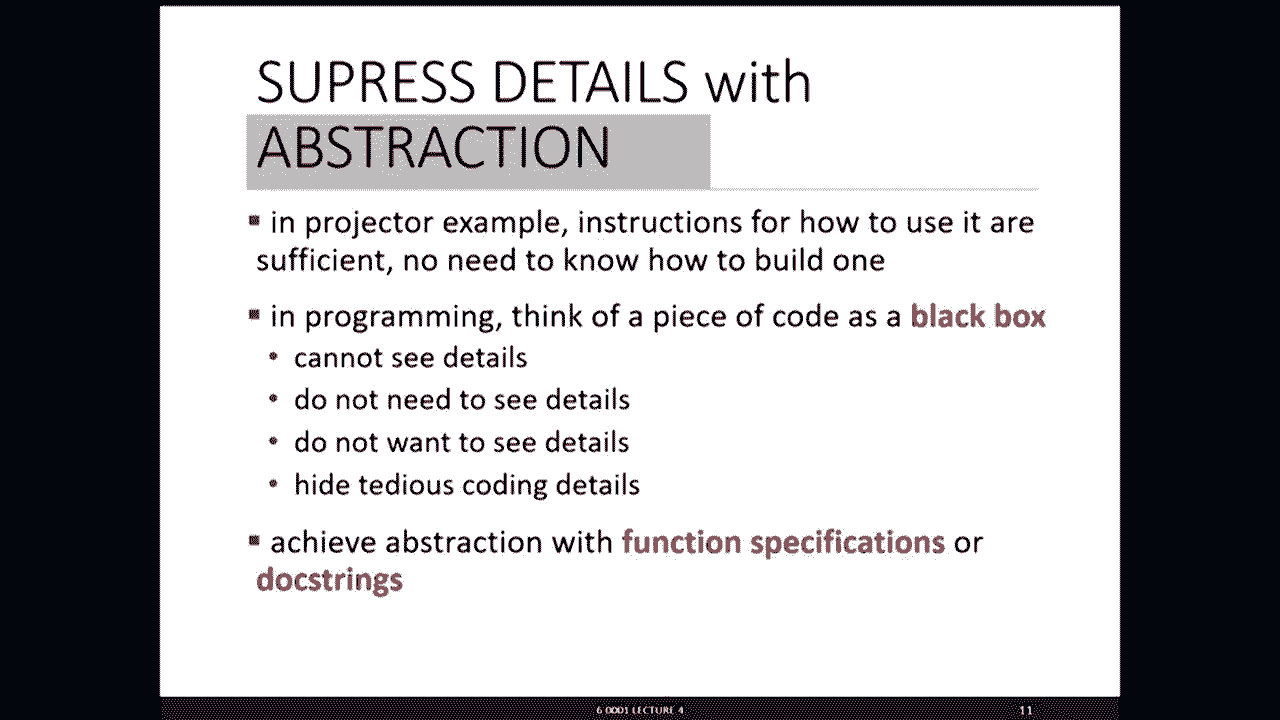 SUPRESS DETAILS with
ABSTRACTION
▪ in projector example, instructions for how to use it are
sufficient, no need to know how to build one
▪ in programming, think of a piece of code as a black box
• cannot see details
• do not need to see details
• do not want to see details
• hide tedious coding details
▪ achieve abstraction with function specifications or
docstrings
6.0001 LECTURE 4
11